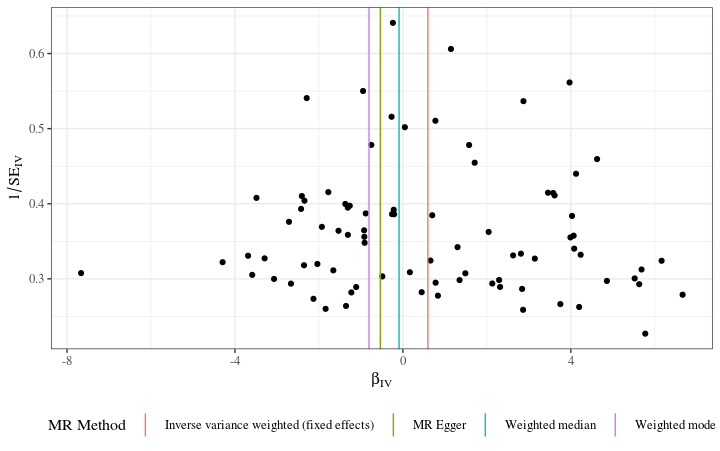 0.6
0.5
0.4
0.3
1/SE_IV
-8 -4 0 4
β_IV
MR Method Inverse variance weighted (fixed effects) MR Egger Weighted median Weighted mode